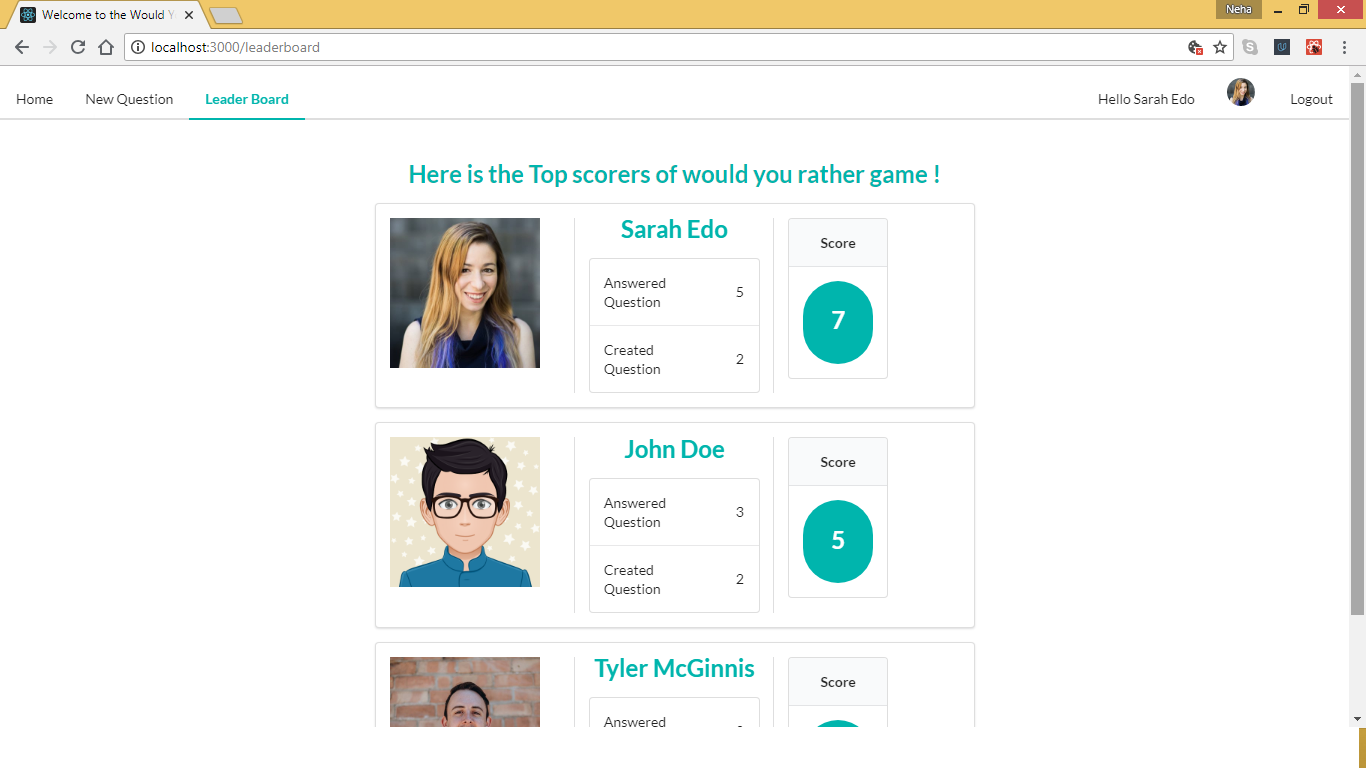 Welcome to the Would Y
Neha
localhost:3000/leaderboard
Home New Question Leader Board Hello Sarah Edo Logout
Here is the Top scorers of would you rather game !
Sarah Edo
Score
Answered
Question
5
7
Created
Question
2
John Doe
Score
Answered
Question
3
5
Created
Question
2
Tyler McGinnis
Score
Answered